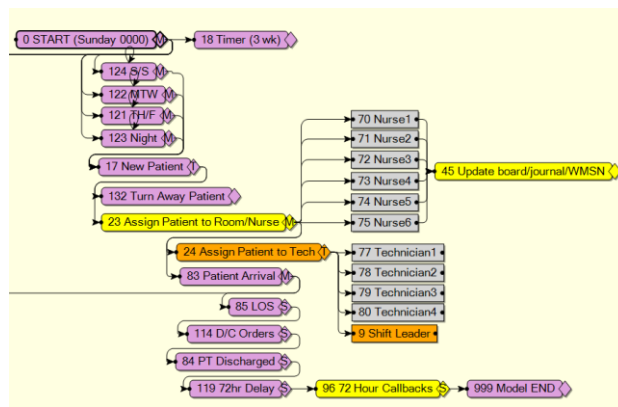 0 START (Sunday 0000) M
18 Timer (3 wk)
124 S/S M
122 MTW M
121 TH/F M
123 Night M
17 New Patient T
132 Turn Away Patient
23 Assign Patient to Room/Nurse M
70 Nurse1
71 Nurse2
72 Nurse3
73 Nurse4
74 Nurse5
75 Nurse6
45 Update board/journal/WMSN
24 Assign Patient to Tech T
77 Technician1
78 Technician2
79 Technician3
80 Technician4
9 Shift Leader
83 Patient Arrival M
85 LOS S
114 D/C Orders S
84 PT Discharged S
119 72hr Delay S
96 72 Hour Callbacks S
999 Model END